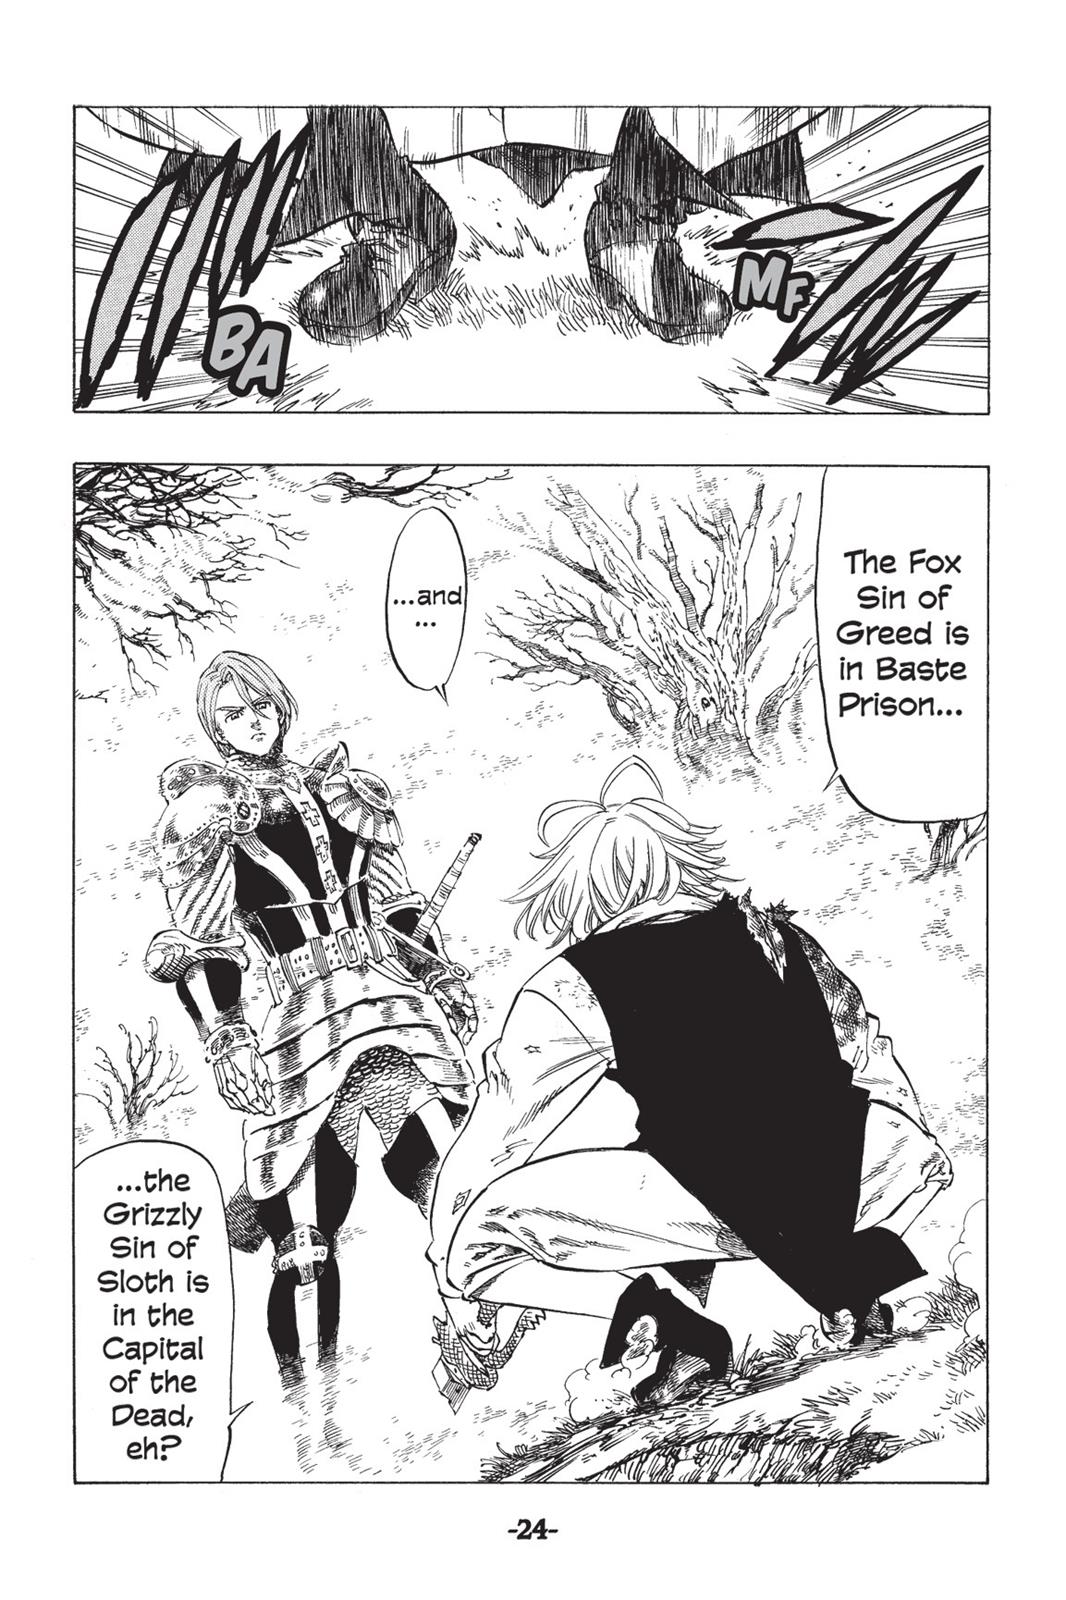 BA
MF
The Fox
Sin of
Greed is
in Baste
Prison...
...and
...
...the
Grizzly
Sin of
Sloth is
in the
Capital
of the
Dead,
eh?
-24-